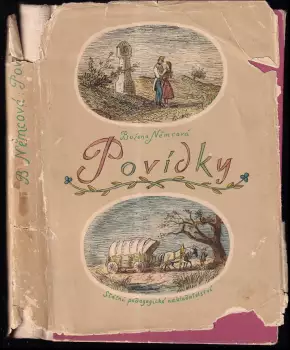 B Němcová Pov
Božena Němcová
Povídky
Státní pedagogické nakladatelství